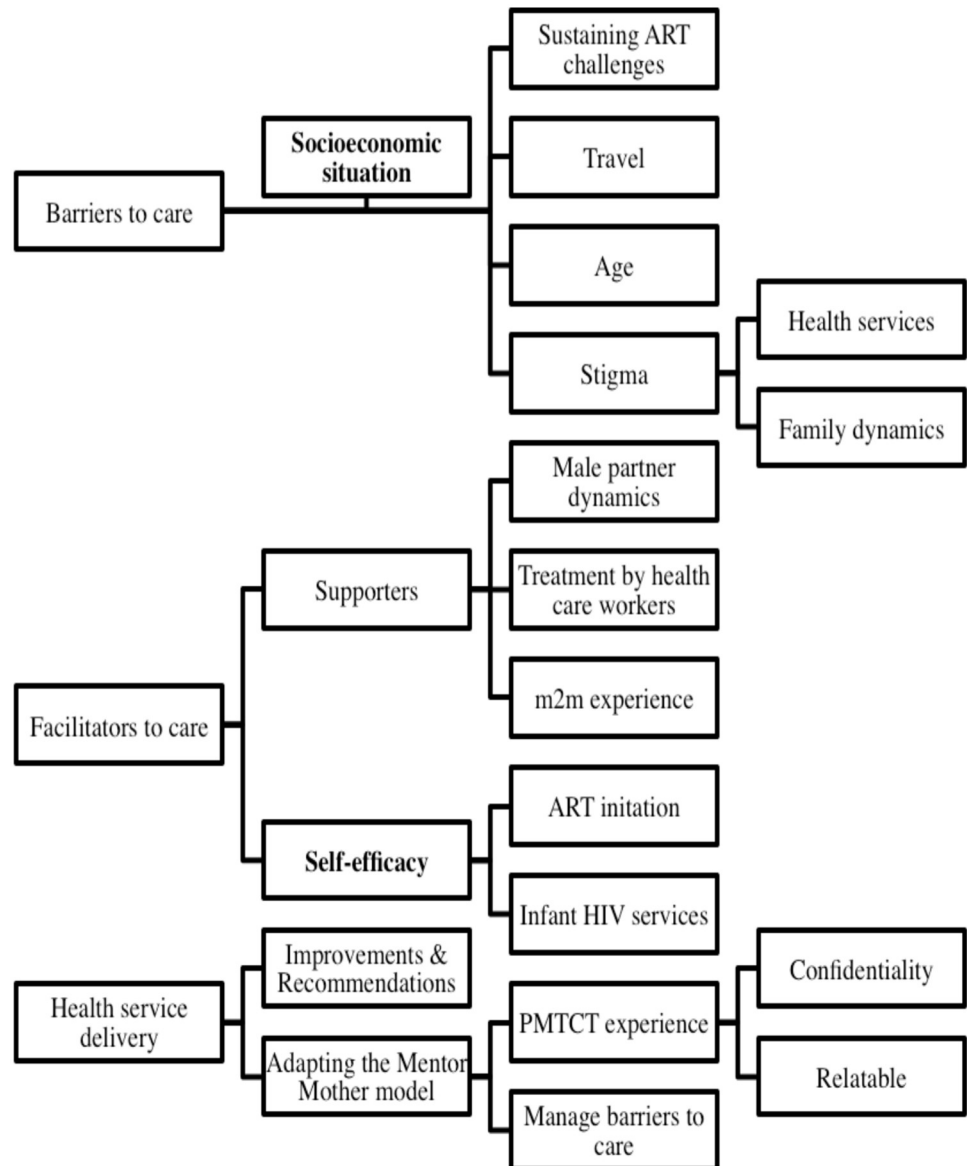 Sustaining ART
challenges
Socioeconomic
situation
Travel
Barriers to care
Age
Stigma
Health services
Family dynamics
Male partner
dynamics
Supporters
Treatment by health
care workers
m2m experience
Facilitators to care
ART initation
Self-efficacy
Infant HIV services
Improvements &
Recommendations
Health service
delivery
Adapting the Mentor
Mother model
PMTCT experience
Confidentiality
Relatable
Manage barriers to
care